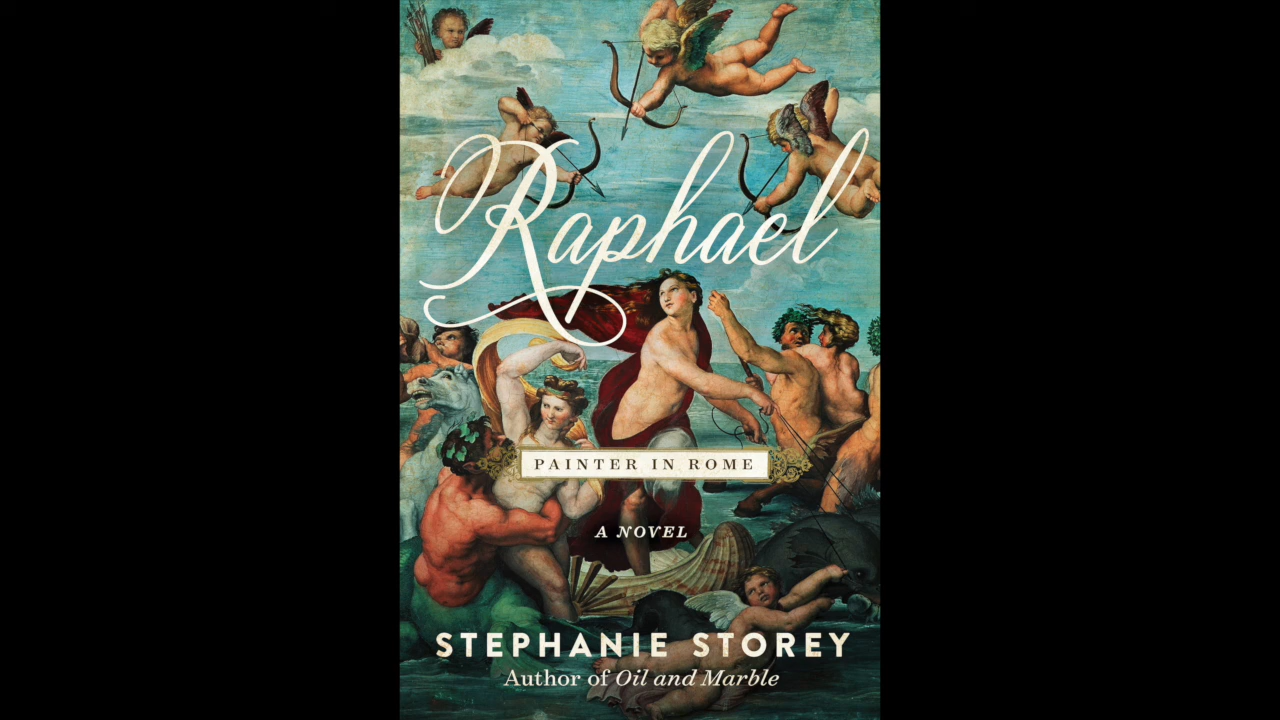 Raphael
PAINTER IN ROME
A NOVEL
STEPHANIE STOREY
Author of Oil and Marble